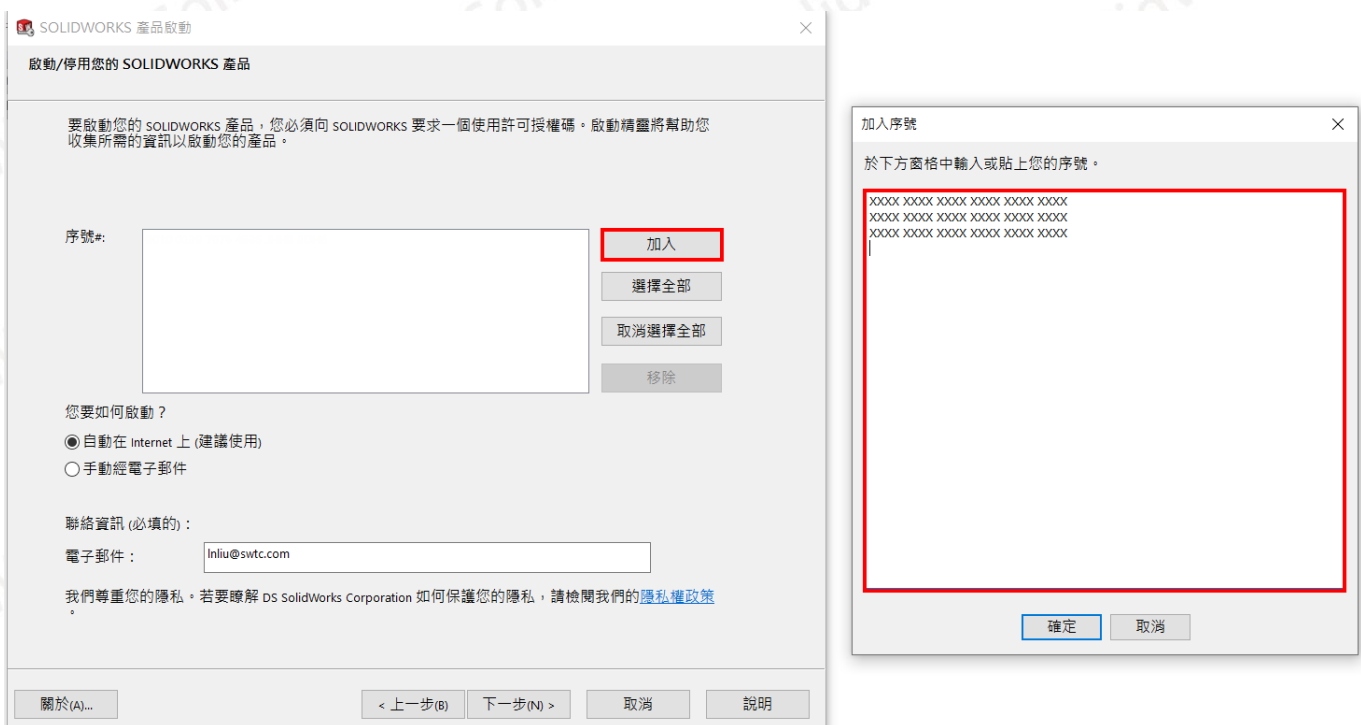 SOLIDWORKS 產品啟動
啟動/停用您的 SOLIDWORKS 產品
要啟動您的 SOLIDWORKS 產品，您必須向 SOLIDWORKS 要求一個使用許可授權碼。啟動精靈將幫助您
收集所需的資訊以啟動您的產品。
序號#:
加入
選擇全部
取消選擇全部
移除
您要如何啟動？
自動在 Internet 上 (建議使用)
手動經電子郵件
聯絡資訊 (必填的)：
電子郵件：
lnliu@swtc.com
我們尊重您的隱私。若要瞭解 DS SolidWorks Corporation 如何保護您的隱私，請檢閱我們的隱私權政策
。
關於(A)...
< 上一步(B)
下一步(N) >
取消
說明
加入序號
於下方窗格中輸入或貼上您的序號。
XXXX XXXX XXXX XXXX XXXX XXXX
XXXX XXXX XXXX XXXX XXXX XXXX
XXXX XXXX XXXX XXXX XXXX XXXX
確定
取消